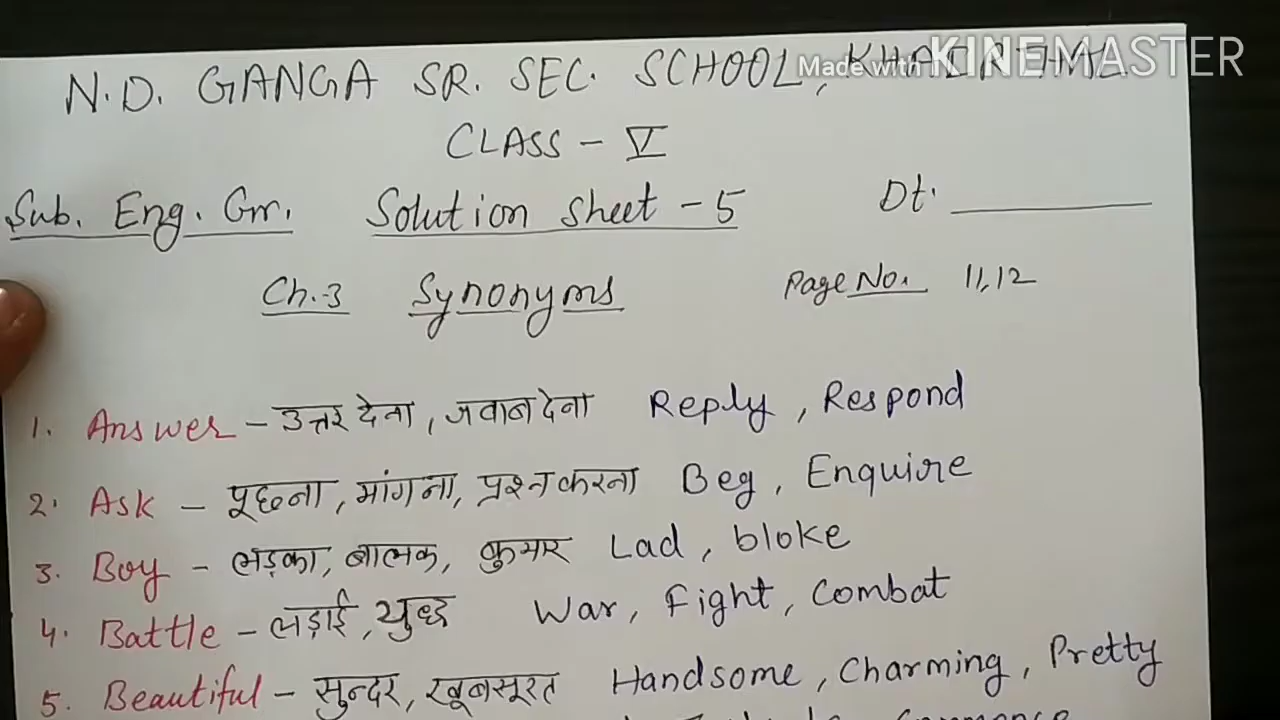 N.D. GANGA SR. SEC. SCHOOL,
Made with KINEMASTER
CLASS - V
Sub. Eng. Gr. Solution Sheet - 5 Dt.
Ch.-3 Synonyms Page No. 11,12
1. Answer - उत्तर देना, जवाब देना Reply, Respond
2. Ask - पूछना, मांगना, प्रश्न करना Beg, Enquire
3. Boy - लड़का, बालक, कुमार Lad, bloke
4. Battle - लड़ाई, युध्द War, Fight, Combat
5. Beautiful - सुन्दर, खूबसूरत Handsome, Charming, Pretty